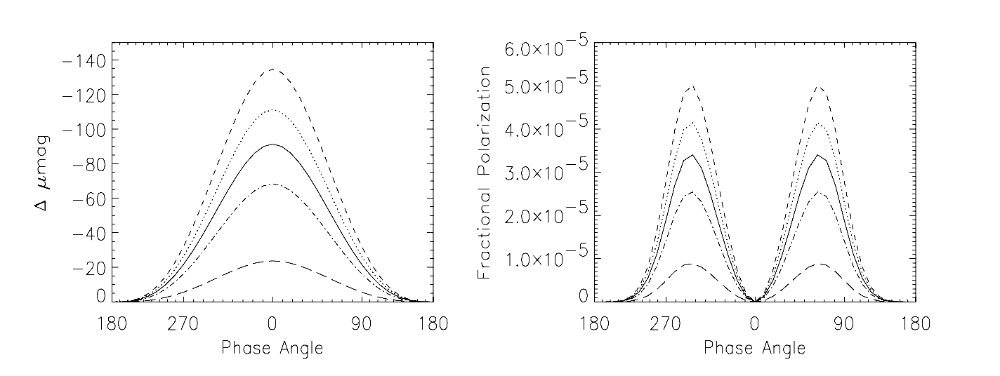 Δ μmag
−140
−120
−100
−80
−60
−40
−20
0
180 270 0 90 180
Phase Angle
Fractional Polarization
6.0×10−5
5.0×10−5
4.0×10−5
3.0×10−5
2.0×10−5
1.0×10−5
0
180 270 0 90 180
Phase Angle